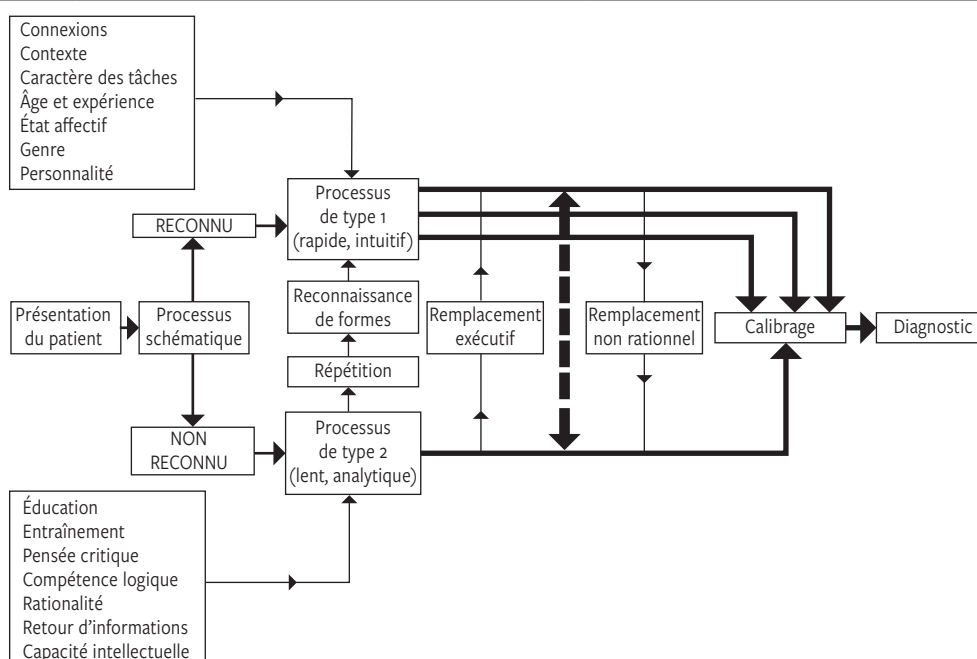 Connexions
Contexte
Caractère des tâches
Âge et expérience
État affectif
Genre
Personnalité
Processus
de type 1
(rapide, intuitif)
RECONNU
Reconnaissance
de formes
Remplacement
exécutif
Remplacement
non rationnel
Présentation
du patient
Processus
schématique
Calibrage
Diagnostic
Répétition
NON
RECONNU
Processus
de type 2
(lent, analytique)
Éducation
Entraînement
Pensée critique
Compétence logique
Rationalité
Retour d'informations
Capacité intellectuelle